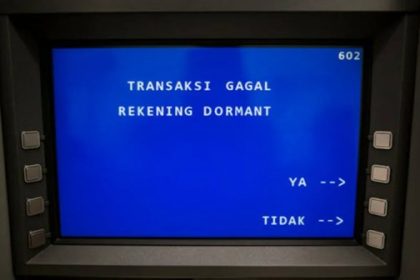 602
TRANSAKSI GAGAL
REKENING DORMANT
YA -->
TIDAK -->